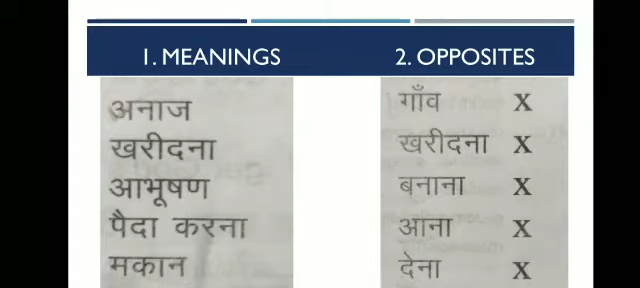 1. MEANINGS
अनाज
खरीदना
आभूषण
पैदा करना
मकान
2. OPPOSITES
गाँव X
खरीदना X
बनाना X
आना X
देना X